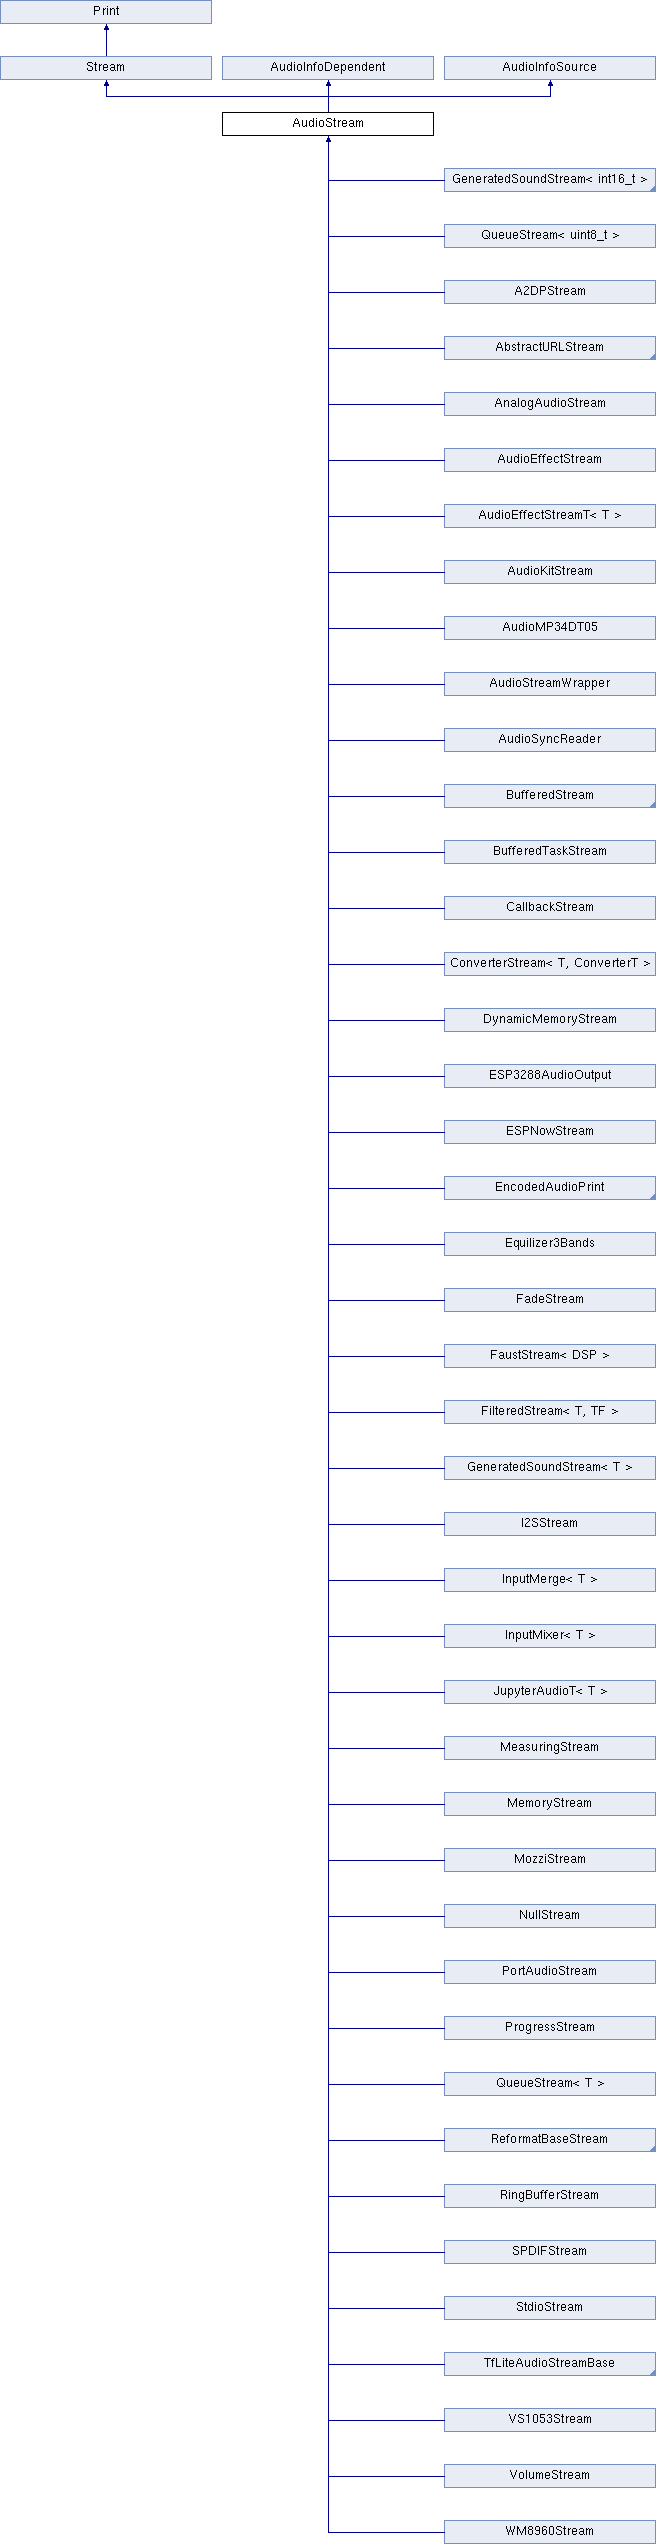 Print
Stream
AudioInfoDependent
AudioInfoSource
AudioStream
GeneratedSoundStream< int16_t >
QueueStream< uint8_t >
A2DPStream
AbstractURLStream
AnalogAudioStream
AudioEffectStream
AudioEffectStreamT< T >
AudioKitStream
AudioMP34DT05
AudioStreamWrapper
AudioSyncReader
BufferedStream
BufferedTaskStream
CallbackStream
ConverterStream< T, ConverterT >
DynamicMemoryStream
ESP3288AudioOutput
ESPNowStream
EncodedAudioPrint
Equilizer3Bands
FadeStream
FaustStream< DSP >
FilteredStream< T, TF >
GeneratedSoundStream< T >
I2SStream
InputMerge< T >
InputMixer< T >
JupyterAudioT< T >
MeasuringStream
MemoryStream
MozziStream
NullStream
PortAudioStream
ProgressStream
QueueStream< T >
ReformatBaseStream
RingBufferStream
SPDIFStream
StdioStream
TfLiteAudioStreamBase
VS1053Stream
VolumeStream
WM8960Stream